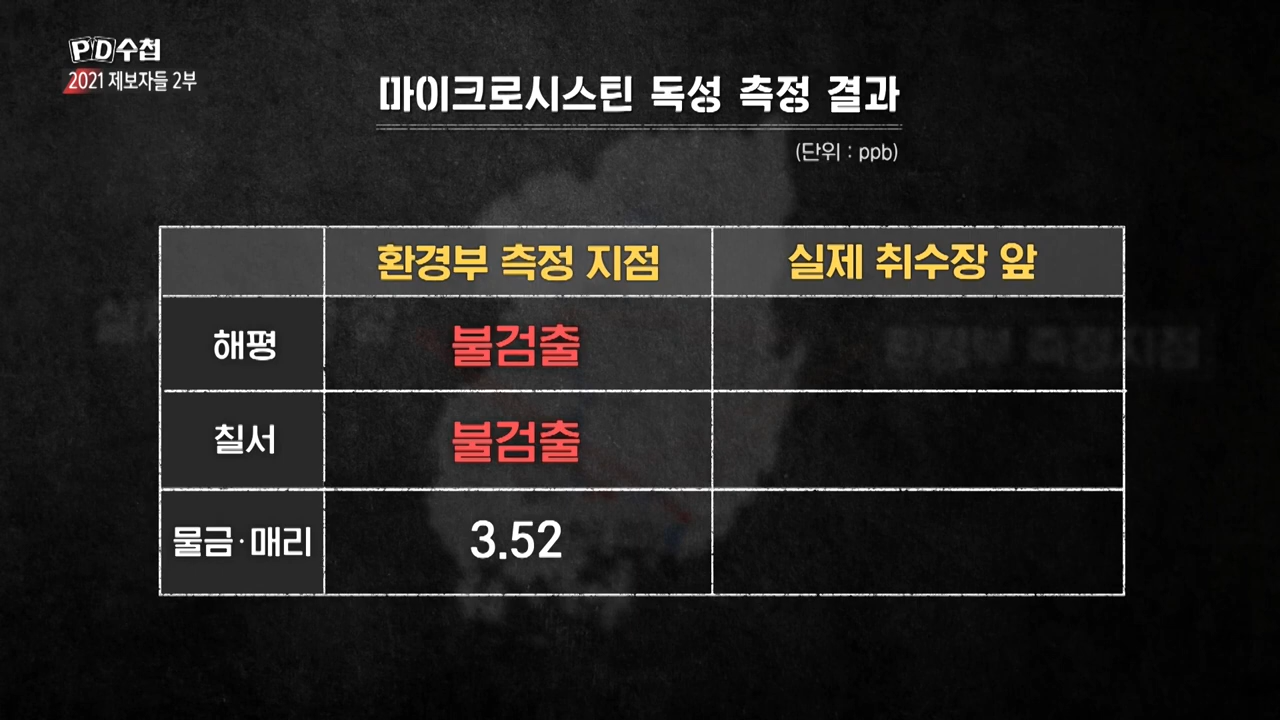 PD수첩
2021 제보자들 2부
마이크로시스틴 독성 측정 결과
(단위 : ppb)
환경부 측정 지점 실제 취수장 앞
해평 불검출
칠서 불검출
물금·매리 3.52